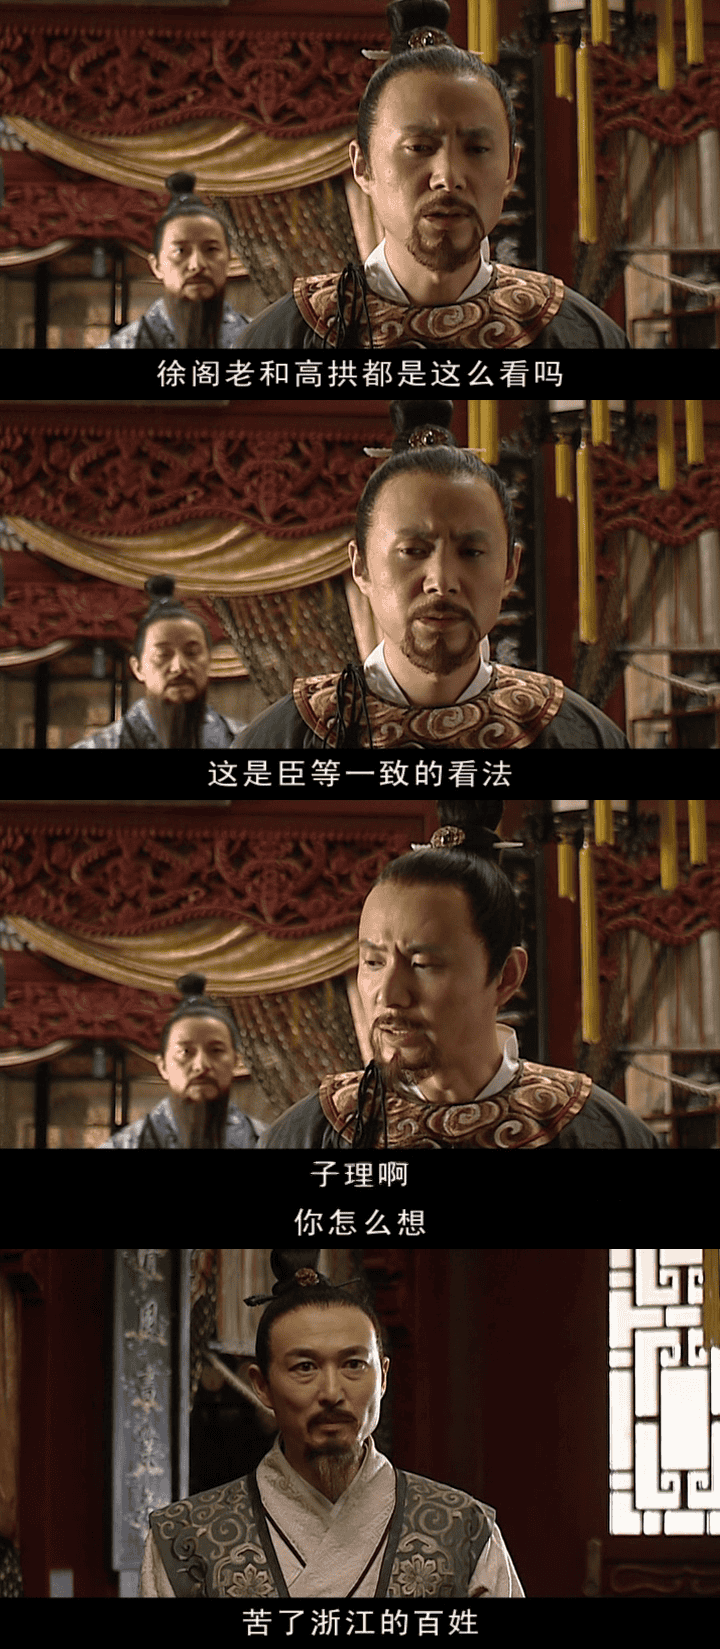 徐阁老和高拱都是这么看吗
这是臣等一致的看法
子理啊
你怎么想
苦了浙江的百姓